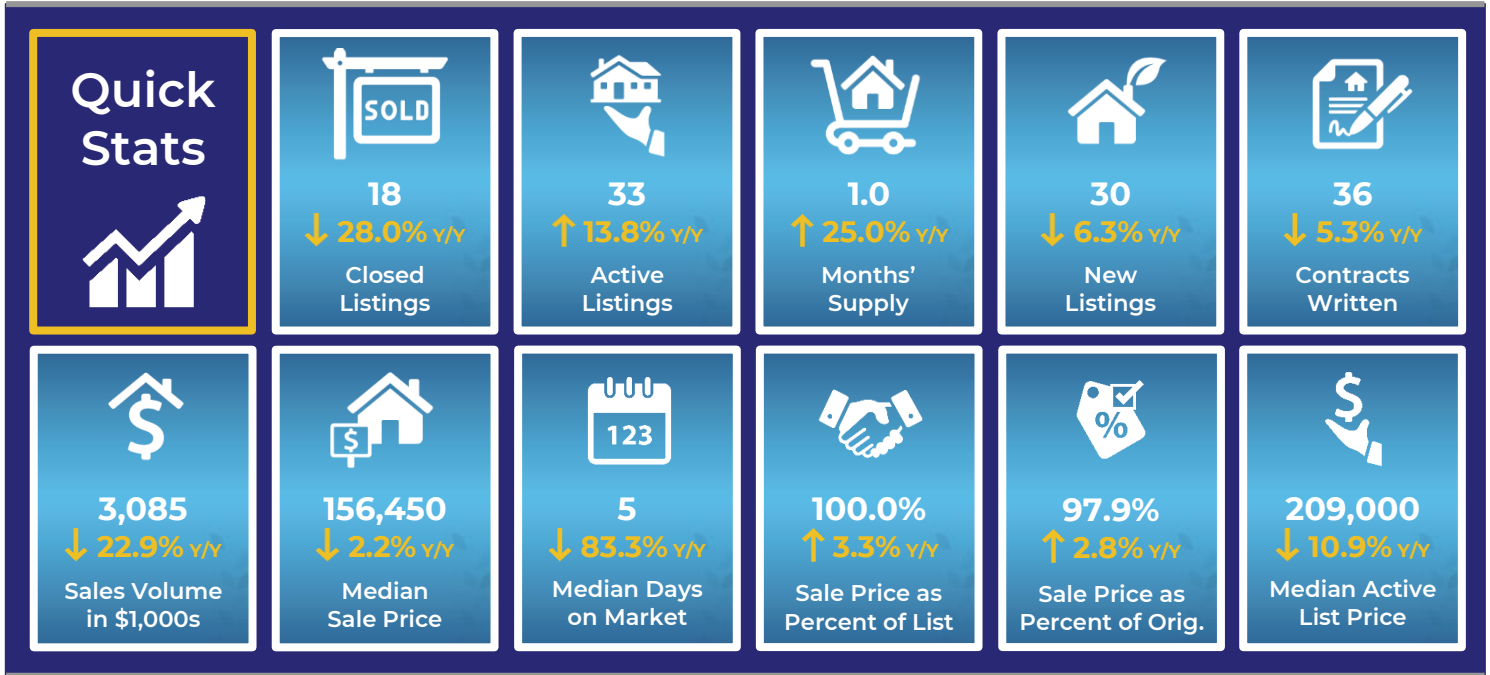 Quick
Stats
SOLD
18
↓ 28.0% Y/Y
Closed
Listings
33
↑ 13.8% Y/Y
Active
Listings
1.0
↑ 25.0% Y/Y
Months’
Supply
30
↓ 6.3% Y/Y
New
Listings
36
↓ 5.3% Y/Y
Contracts
Written
$
3,085
↓ 22.9% Y/Y
Sales Volume
in $1,000s
$
156,450
↓ 2.2% Y/Y
Median
Sale Price
123
5
↓ 83.3% Y/Y
Median Days
on Market
100.0%
↑ 3.3% Y/Y
Sale Price as
Percent of List
%
97.9%
↑ 2.8% Y/Y
Sale Price as
Percent of Orig.
$
209,000
↓ 10.9% Y/Y
Median Active
List Price